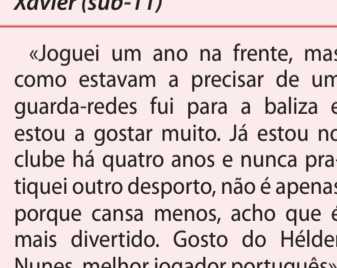 Xavier (sub-11)
«Joguei um ano na frente, mas
como estavam a precisar de um
guarda-redes fui para a baliza e
estou a gostar muito. Já estou no
clube há quatro anos e nunca pra-
tiquei outro desporto, não é apenas
porque cansa menos, acho que é
mais divertido. Gosto do Hélder
Nunes, melhor jogador português»